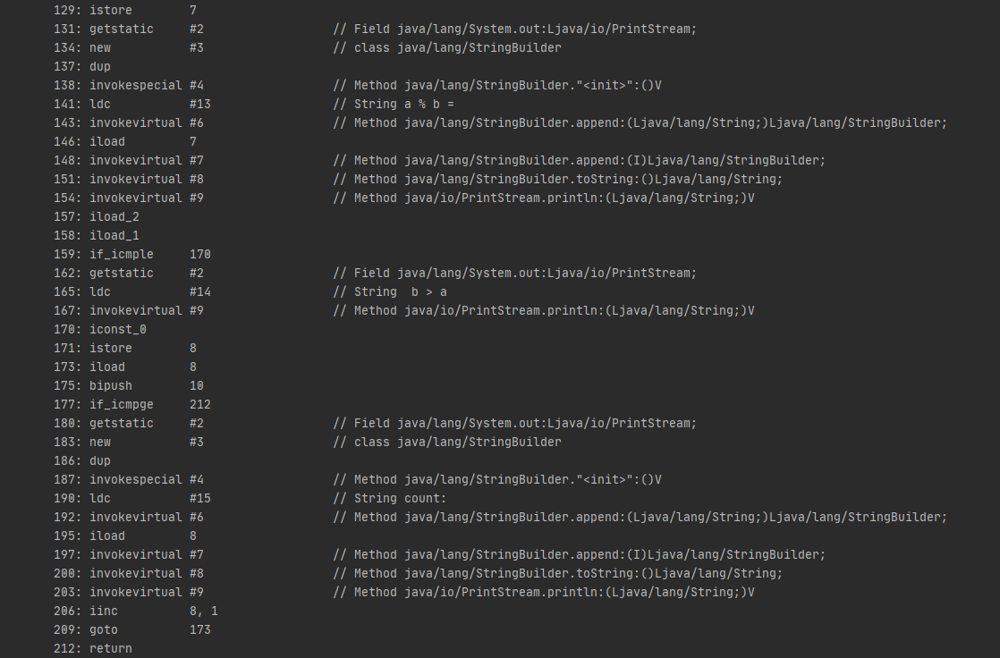 129: istore        7
131: getstatic     #2                  // Field java/lang/System.out:Ljava/io/PrintStream;
134: new           #3                  // class java/lang/StringBuilder
137: dup
138: invokespecial #4                  // Method java/lang/StringBuilder."<init>":()V
141: ldc           #13                 // String a % b =
143: invokevirtual #6                  // Method java/lang/StringBuilder.append:(Ljava/lang/String;)Ljava/lang/StringBuilder;
146: iload         7
148: invokevirtual #7                  // Method java/lang/StringBuilder.append:(I)Ljava/lang/StringBuilder;
151: invokevirtual #8                  // Method java/lang/StringBuilder.toString:()Ljava/lang/String;
154: invokevirtual #9                  // Method java/io/PrintStream.println:(Ljava/lang/String;)V
157: iload_2
158: iload_1
159: if_icmple     170
162: getstatic     #2                  // Field java/lang/System.out:Ljava/io/PrintStream;
165: ldc           #14                 // String  b > a
167: invokevirtual #9                  // Method java/io/PrintStream.println:(Ljava/lang/String;)V
170: iconst_0
171: istore        8
173: iload         8
175: bipush        10
177: if_icmpge     212
180: getstatic     #2                  // Field java/lang/System.out:Ljava/io/PrintStream;
183: new           #3                  // class java/lang/StringBuilder
186: dup
187: invokespecial #4                  // Method java/lang/StringBuilder."<init>":()V
190: ldc           #15                 // String count:
192: invokevirtual #6                  // Method java/lang/StringBuilder.append:(Ljava/lang/String;)Ljava/lang/StringBuilder;
195: iload         8
197: invokevirtual #7                  // Method java/lang/StringBuilder.append:(I)Ljava/lang/StringBuilder;
200: invokevirtual #8                  // Method java/lang/StringBuilder.toString:()Ljava/lang/String;
203: invokevirtual #9                  // Method java/io/PrintStream.println:(Ljava/lang/String;)V
206: iinc          8, 1
209: goto          173
212: return